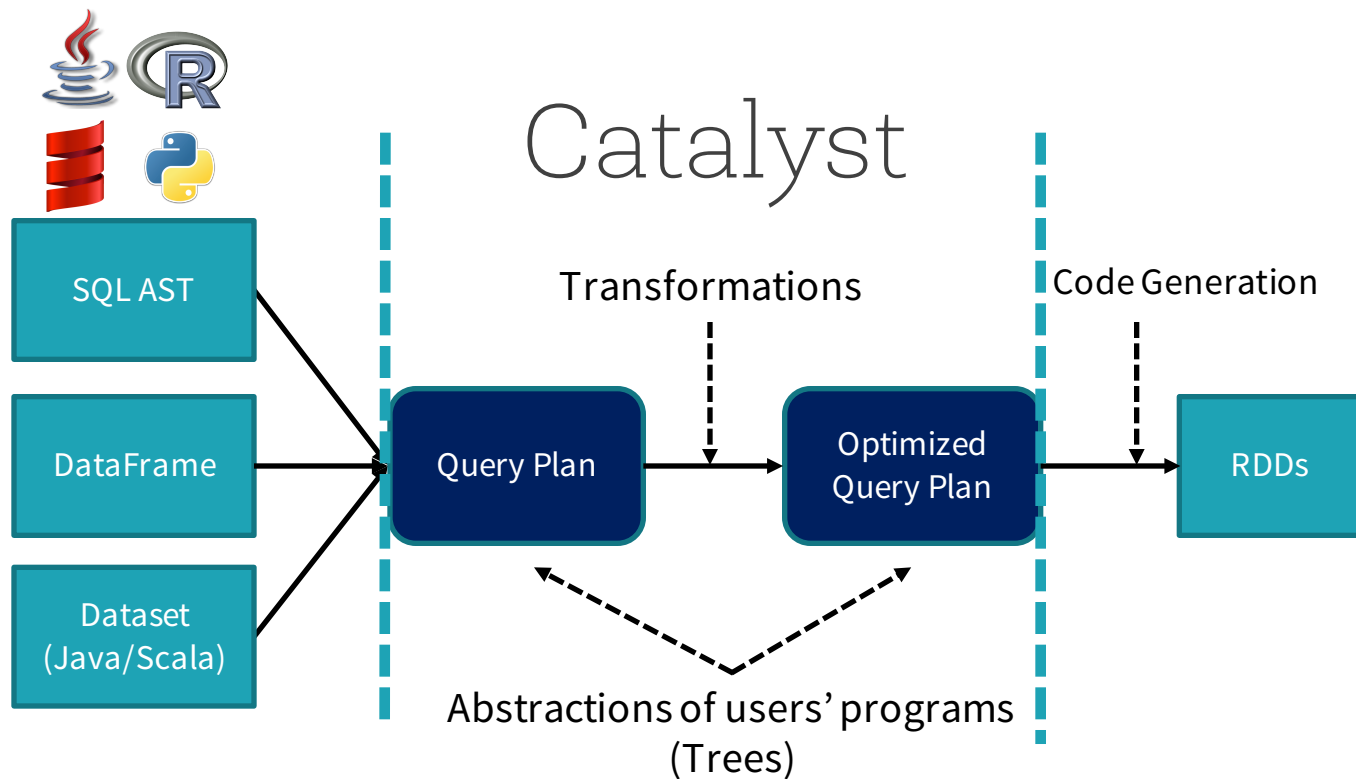 R
Catalyst
SQL AST
DataFrame
Dataset
(Java/Scala)
Transformations
Code Generation
Query Plan
Optimized
Query Plan
RDDs
Abstractions of users’ programs
(Trees)